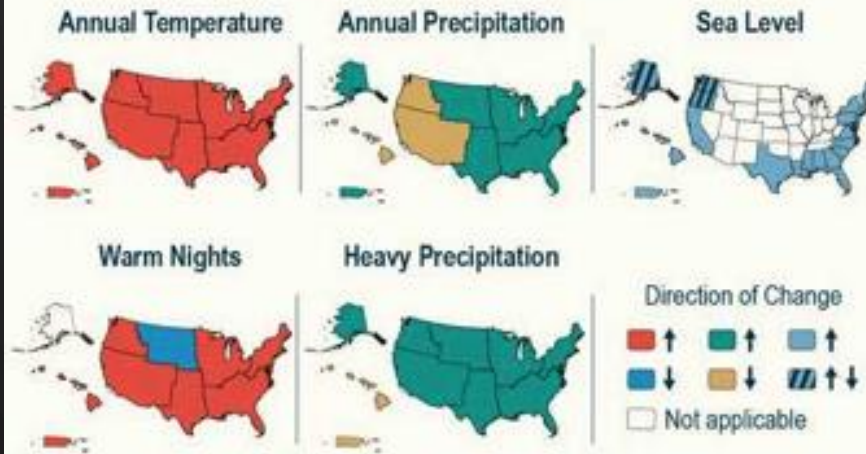 Annual Temperature
Annual Precipitation
Sea Level
Warm Nights
Heavy Precipitation
Direction of Change
↑ ↑ ↑
↓ ↓ ↑↓
Not applicable